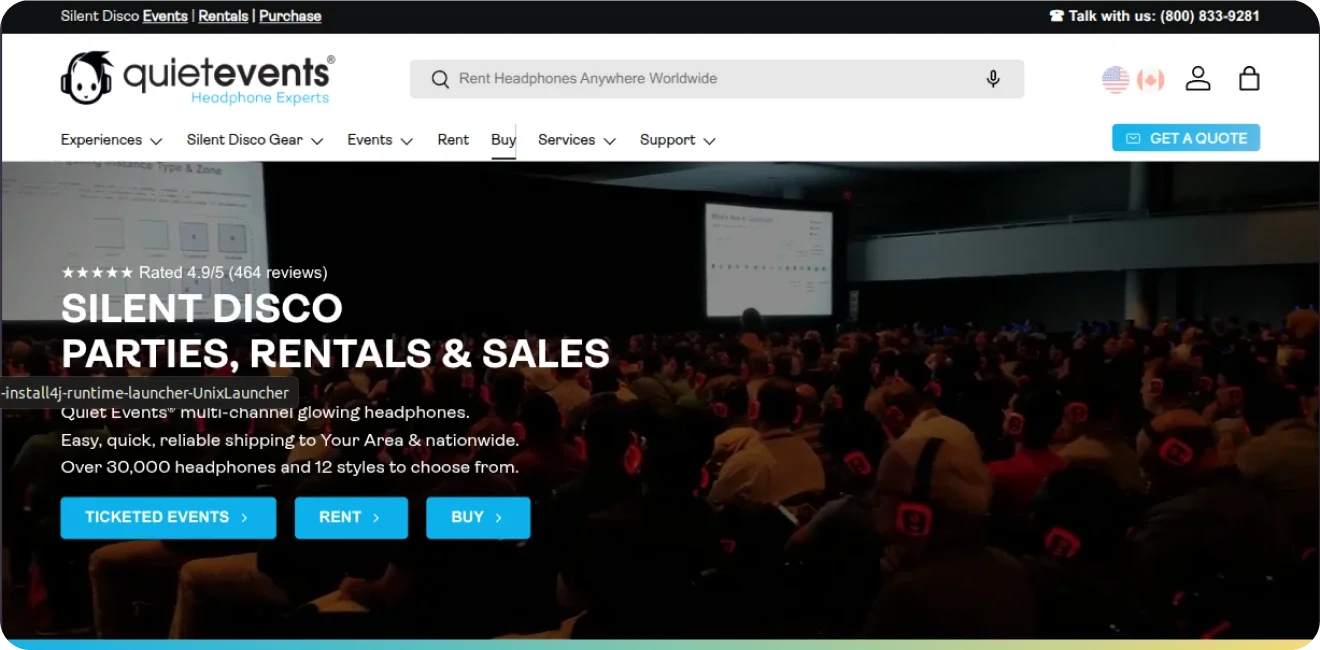 Silent Disco Events | Rentals | Purchase
☎ Talk with us: (800) 833-9281
quietevents®
Headphone Experts
Rent Headphones Anywhere Worldwide
Experiences
Silent Disco Gear
Events
Rent
Buy
Services
Support
GET A QUOTE
Distance Type & Zone
★★★★★ Rated 4.9/5 (464 reviews)
SILENT DISCO
PARTIES, RENTALS & SALES
-install4j-runtime-launcher-UnixLauncher
Quiet Events® multi-channel glowing headphones.
Easy, quick, reliable shipping to Your Area & nationwide.
Over 30,000 headphones and 12 styles to choose from.
TICKETED EVENTS >
RENT >
BUY >